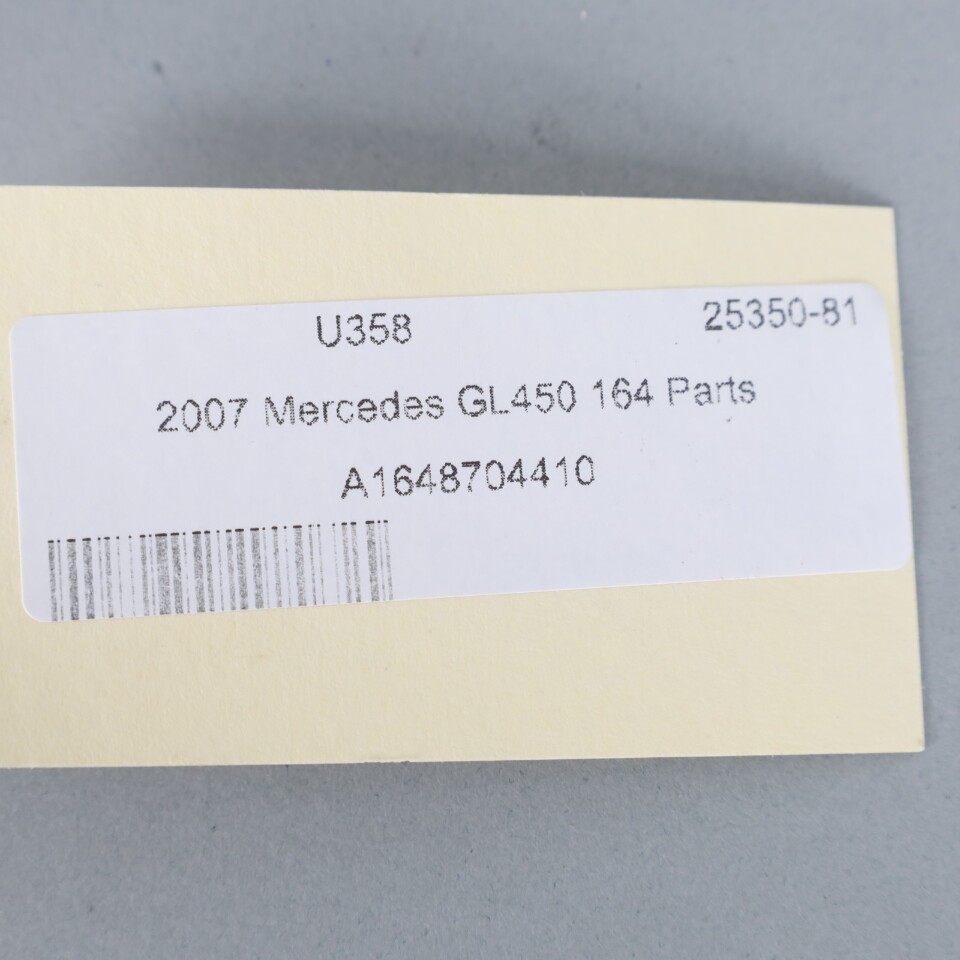 U358 25350-81
2007 Mercedes GL450 164 Parts
A1648704410